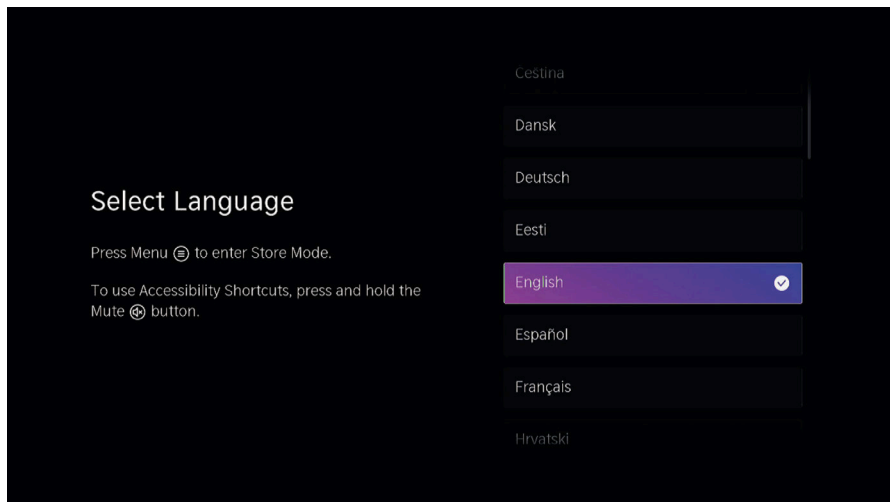 Select Language
Press Menu to enter Store Mode.
To use Accessibility Shortcuts, press and hold the
Mute button.
Čeština
Dansk
Deutsch
Eesti
English
Español
Français
Hrvatski